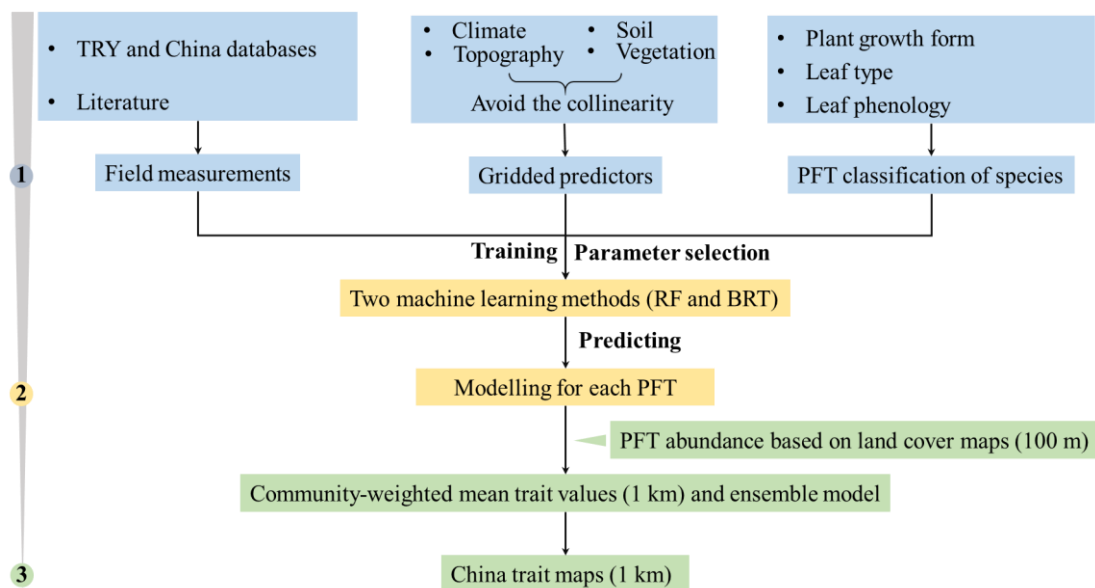 • TRY and China databases
• Literature
• Climate • Soil
• Topography • Vegetation
Avoid the collinearity
• Plant growth form
• Leaf type
• Leaf phenology
1
Field measurements
Gridded predictors
PFT classification of species
Training Parameter selection
Two machine learning methods (RF and BRT)
Predicting
2
Modelling for each PFT
PFT abundance based on land cover maps (100 m)
Community-weighted mean trait values (1 km) and ensemble model
3
China trait maps (1 km)